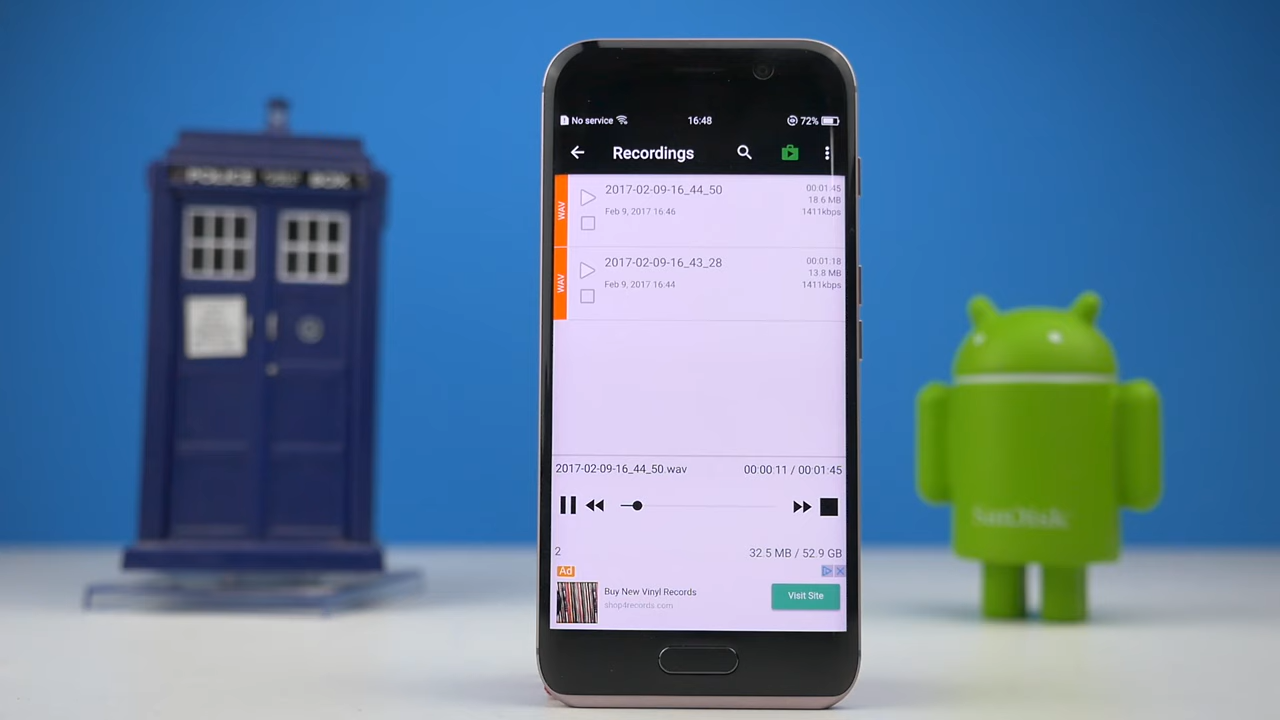 POLICE BOX
No service 16:48 72%
Recordings
WAV
2017-02-09-16_44_50 00:01:45
18.6 MB
Feb 9, 2017 16:46 1411kbps
WAV
2017-02-09-16_43_28 00:01:18
13.8 MB
Feb 9, 2017 16:44 1411kbps
2017-02-09-16_44_50.wav 00:00:11 / 00:01:45
2 32.5 MB / 52.9 GB
Ad
Buy New Vinyl Records
shop4records.com
Visit Site
SanDisk